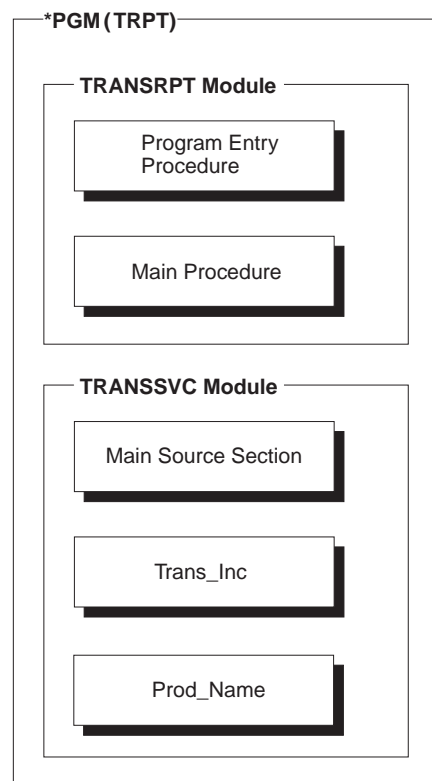 *PGM (TRPT)
TRANSRPT Module
Program Entry
Procedure
Main Procedure
TRANSSVC Module
Main Source Section
Trans_Inc
Prod_Name